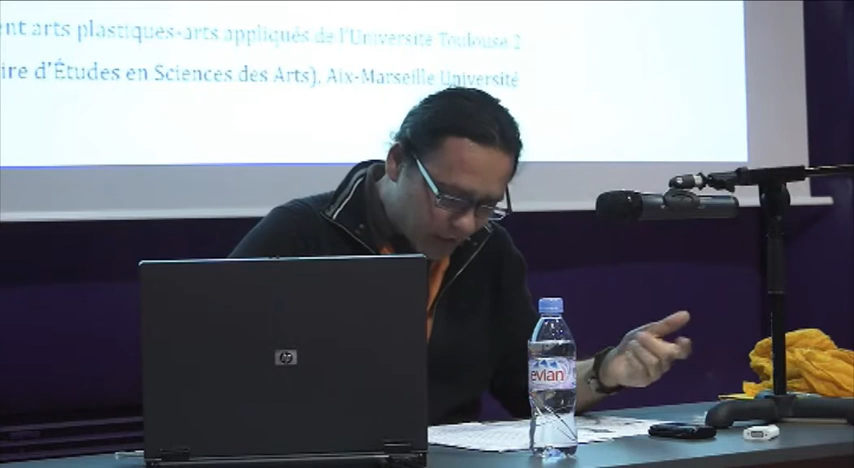 ent arts plastiques-arts appliqués de l'Université Toulouse 2
ire d'Études en Sciences des Arts), Aix-Marseille Université
hp
evian